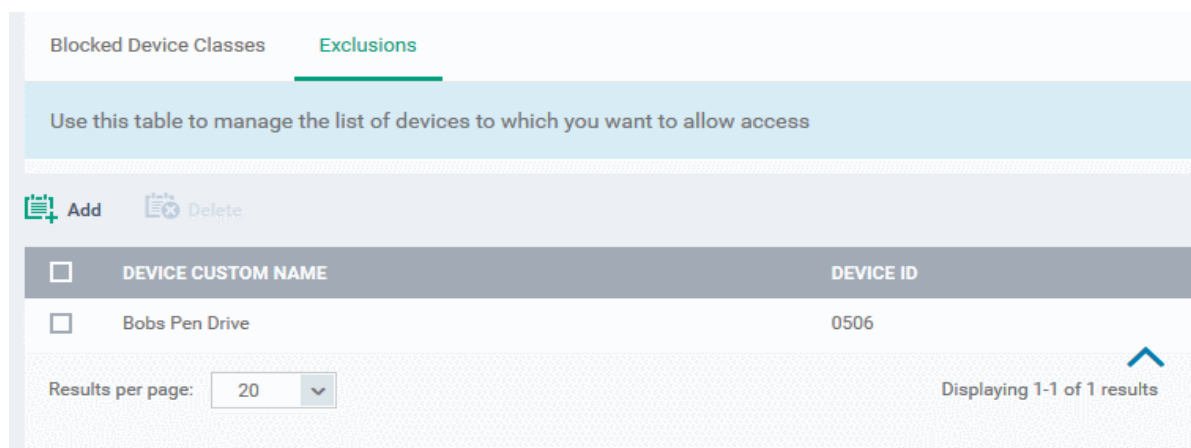 Blocked Device Classes Exclusions
Use this table to manage the list of devices to which you want to allow access
Add Delete
DEVICE CUSTOM NAME DEVICE ID
Bobs Pen Drive 0506
Results per page: 20 Displaying 1-1 of 1 results